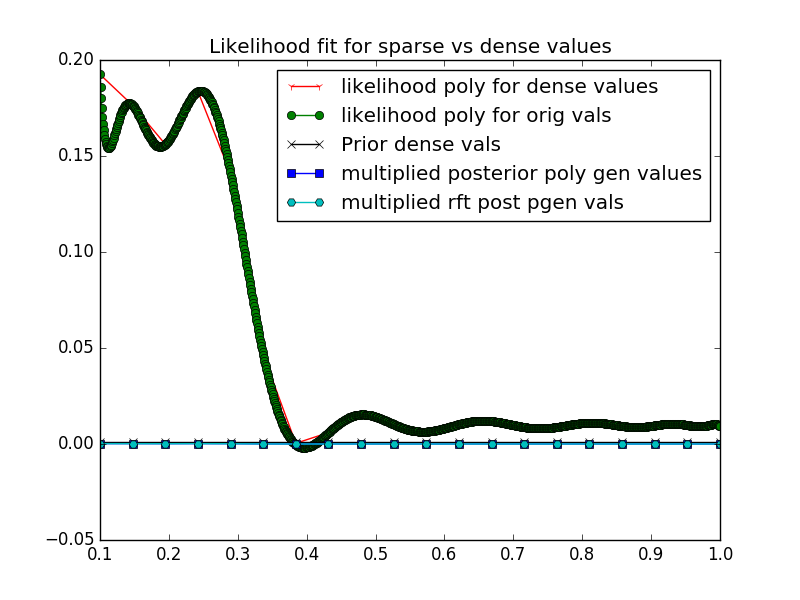 Likelihood fit for sparse vs dense values
0.20
0.15
0.10
0.05
0.00
−0.05
likelihood poly for dense values
likelihood poly for orig vals
Prior dense vals
multiplied posterior poly gen values
multiplied rft post pgen vals
0.1 0.2 0.3 0.4 0.5 0.6 0.7 0.8 0.9 1.0